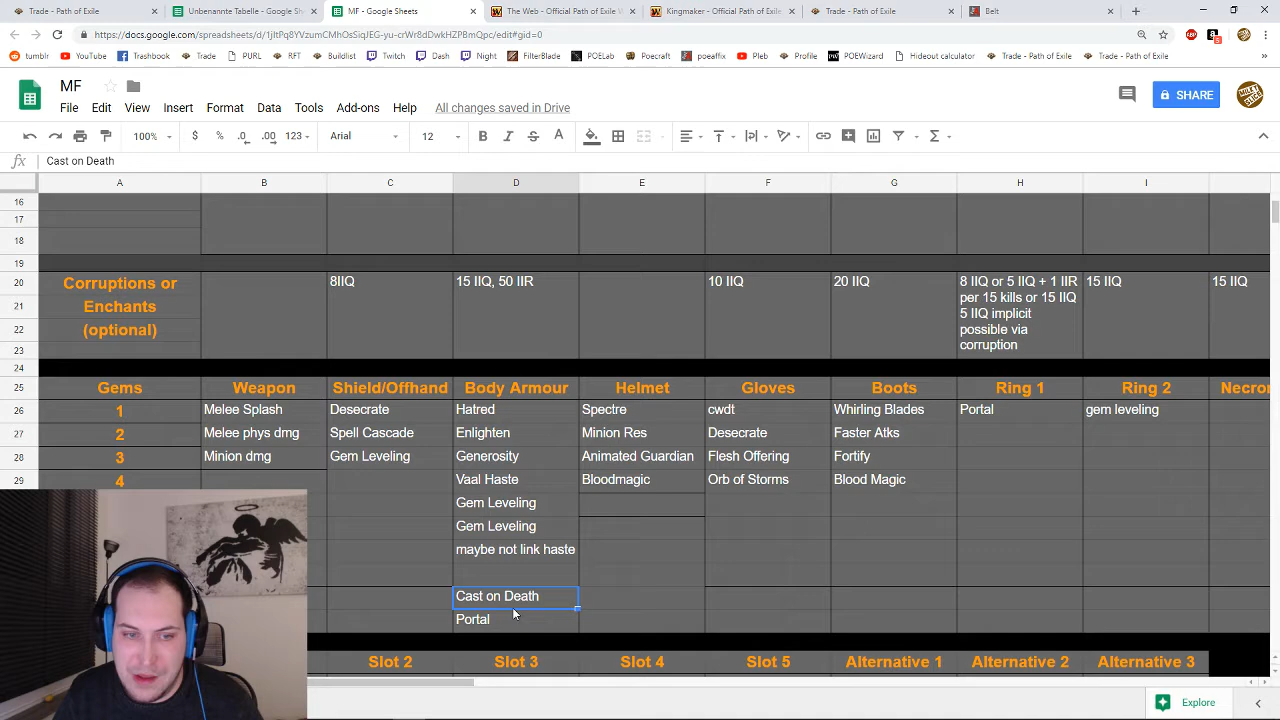 Trade - Path of Exile
Unbenannte Tabelle - Google She
MF - Google Sheets
The Web - Official Path of Exile W
Kingmaker - Official Path of Exile
Trade - Path of Exile
Belt
https://docs.google.com/spreadsheets/d/1jltPq8YVzumCMhOsSiqJEG-yu-crWr8dDwkHZPBmQpc/edit#gid=0
tumblr
YouTube
Trashbook
Trade
PURL
RFT
Buildlist
Twitch
Dash
Night
FilterBlade
POELab
Poecraft
poeaffix
Pleb
POEWizard
Hideout calculator
Trade - Path of Exile
Trade - Path of Exile
MF
File Edit View Insert Format Data Tools Add-ons Help All changes saved in Drive
SHARE
100% $ % .0 .00 123 Arial 12
fx Cast on Death
A B C D E F G H I
16
17
18
19
20 Corruptions or 8IIQ 15 IIQ, 50 IIR 10 IIQ 20 IIQ 8 IIQ or 5 IIQ + 1 IIR 15 IIQ 15 IIQ
per 15 kills or 15 IIQ
21 Enchants 5 IIQ implicit
22 (optional) possible via
23 corruption
24
25 Gems Weapon Shield/Offhand Body Armour Helmet Gloves Boots Ring 1 Ring 2 Necror
26 1 Melee Splash Desecrate Hatred Spectre cwdt Whirling Blades Portal gem leveling
27 2 Melee phys dmg Spell Cascade Enlighten Minion Res Desecrate Faster Atks
28 3 Minion dmg Gem Leveling Generosity Animated Guardian Flesh Offering Fortify
29 4 Vaal Haste Bloodmagic Orb of Storms Blood Magic
Gem Leveling
Gem Leveling
maybe not link haste
Cast on Death
Portal
Slot 2 Slot 3 Slot 4 Slot 5 Alternative 1 Alternative 2 Alternative 3
Explore